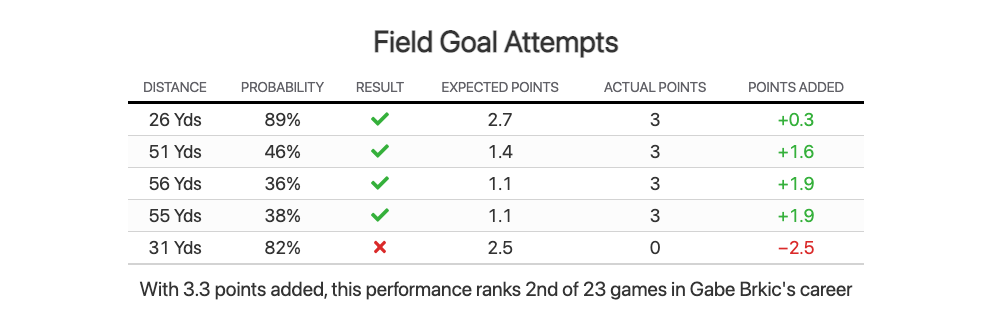 Field Goal Attempts
DISTANCE PROBABILITY RESULT EXPECTED POINTS ACTUAL POINTS POINTS ADDED
26 Yds 89% ✔ 2.7 3 +0.3
51 Yds 46% ✔ 1.4 3 +1.6
56 Yds 36% ✔ 1.1 3 +1.9
55 Yds 38% ✔ 1.1 3 +1.9
31 Yds 82% ✖ 2.5 0 −2.5
With 3.3 points added, this performance ranks 2nd of 23 games in Gabe Brkic's career